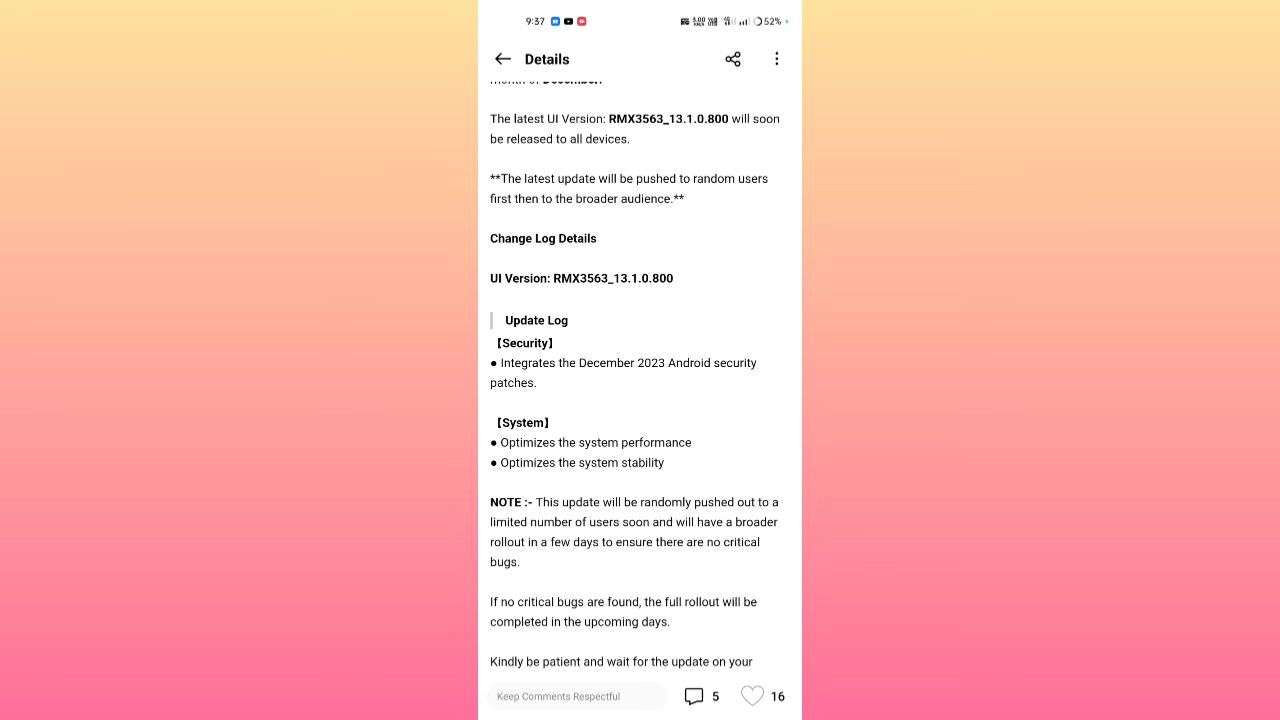 9:37
52%
Details
The latest UI Version: RMX3563_13.1.0.800 will soon
be released to all devices.
**The latest update will be pushed to random users
first then to the broader audience.**
Change Log Details
UI Version: RMX3563_13.1.0.800
Update Log
【Security】
● Integrates the December 2023 Android security
patches.
【System】
● Optimizes the system performance
● Optimizes the system stability
NOTE :- This update will be randomly pushed out to a
limited number of users soon and will have a broader
rollout in a few days to ensure there are no critical
bugs.
If no critical bugs are found, the full rollout will be
completed in the upcoming days.
Kindly be patient and wait for the update on your
Keep Comments Respectful
5
16